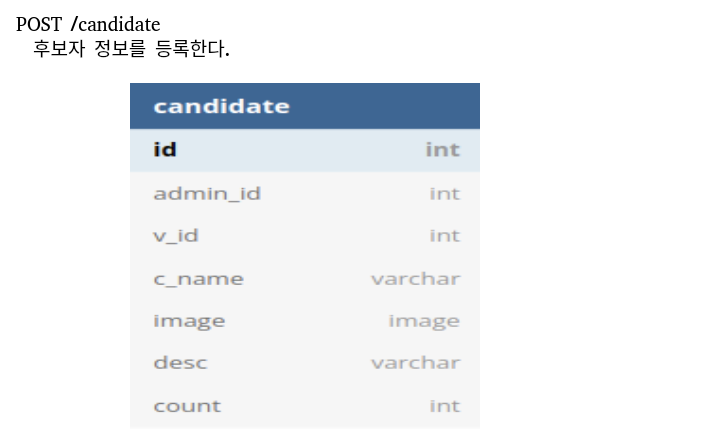 POST /candidate
후보자 정보를 등록한다.
candidate
id int
admin_id int
v_id int
c_name varchar
image image
desc varchar
count int